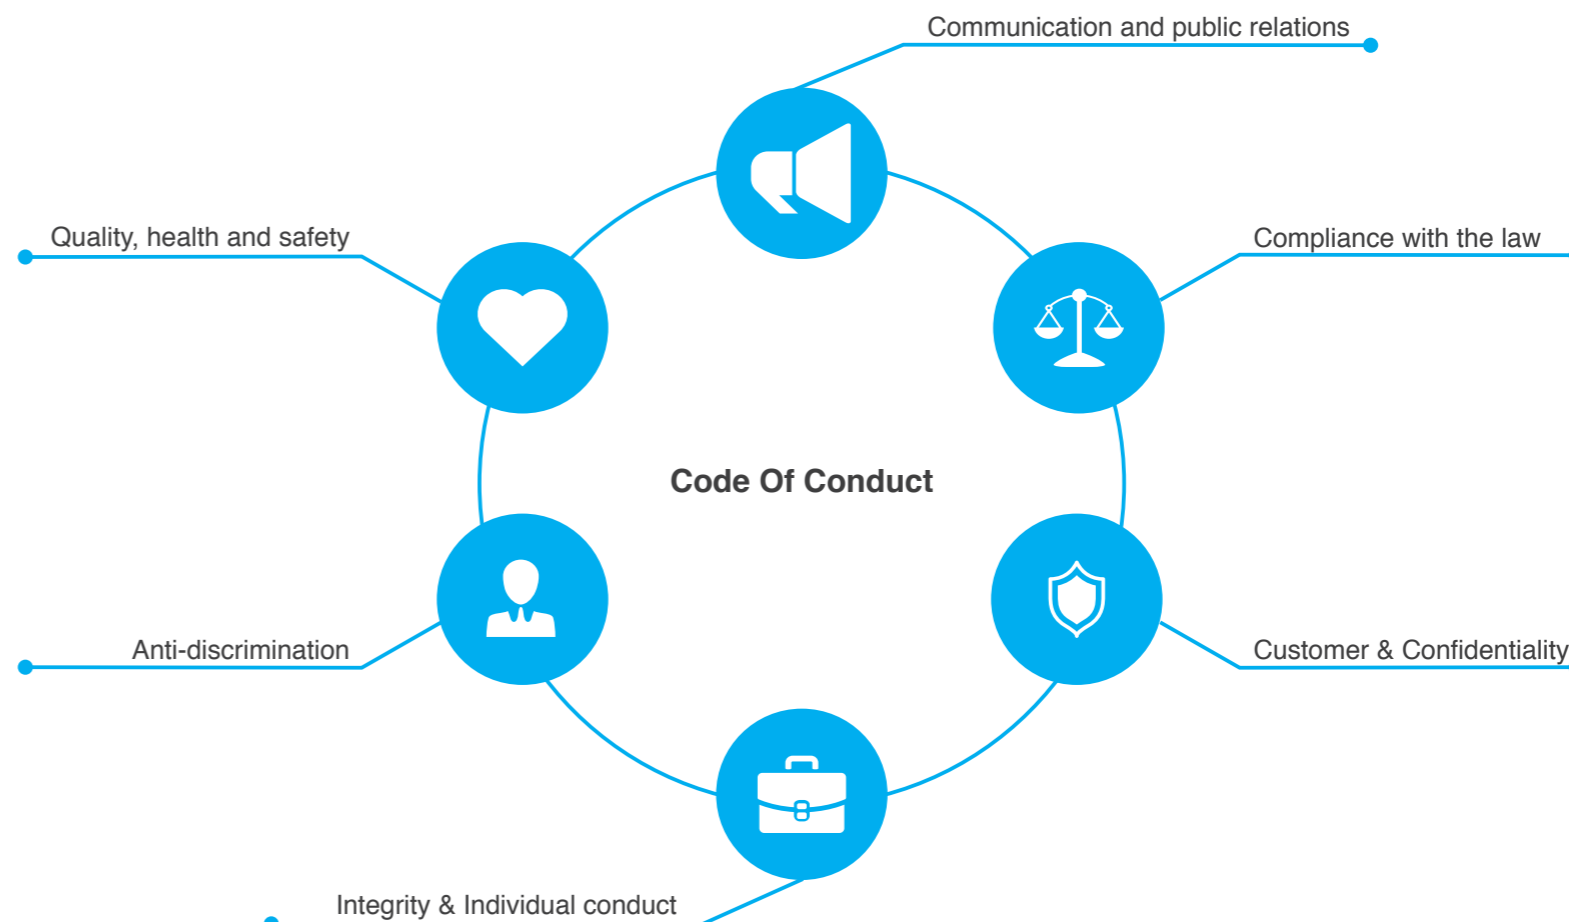 Communication and public relations
Quality, health and safety
Compliance with the law
Code Of Conduct
Anti-discrimination
Customer & Confidentiality
Integrity & Individual conduct